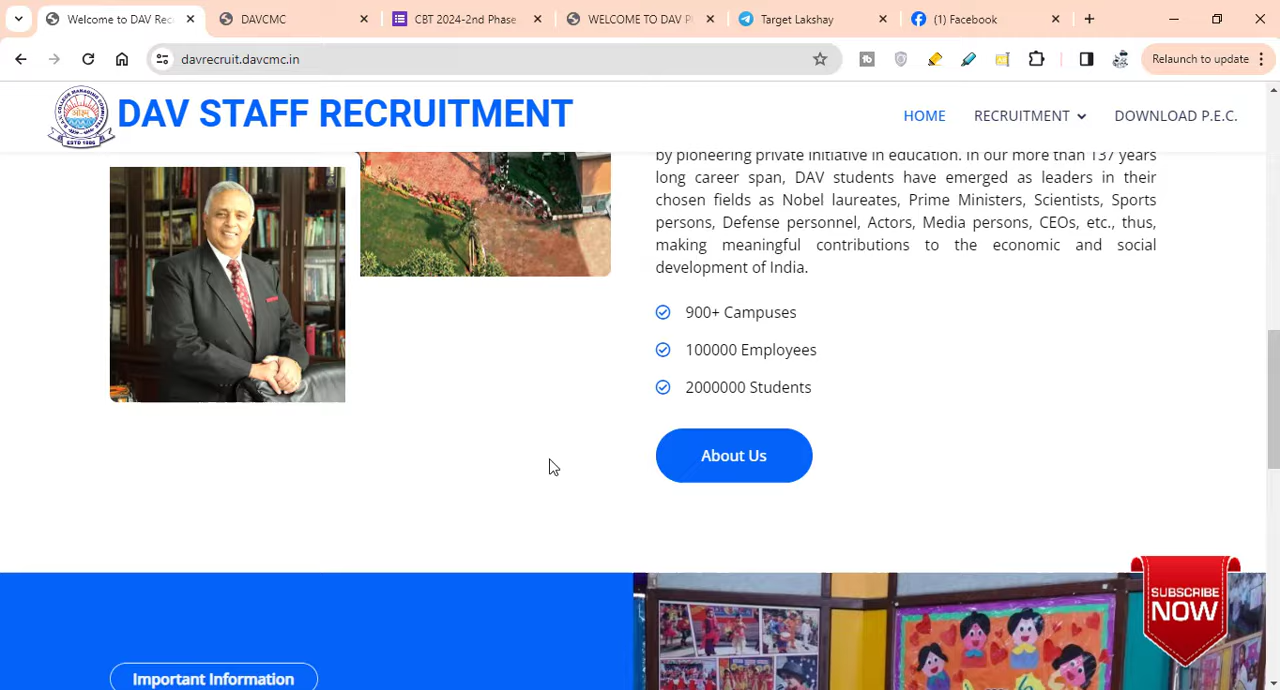 Welcome to DAV Rec
DAVCMC
CBT 2024-2nd Phase
WELCOME TO DAV P
Target Lakshay
(1) Facebook
davrecruit.davcmc.in
Relaunch to update
DAV STAFF RECRUITMENT
HOME
RECRUITMENT
DOWNLOAD P.E.C.
by pioneering private initiative in education. In our more than 137 years
long career span, DAV students have emerged as leaders in their
chosen fields as Nobel laureates, Prime Ministers, Scientists, Sports
persons, Defense personnel, Actors, Media persons, CEOs, etc., thus,
making meaningful contributions to the economic and social
development of India.
900+ Campuses
100000 Employees
2000000 Students
About Us
SUBSCRIBE
NOW
Important Information